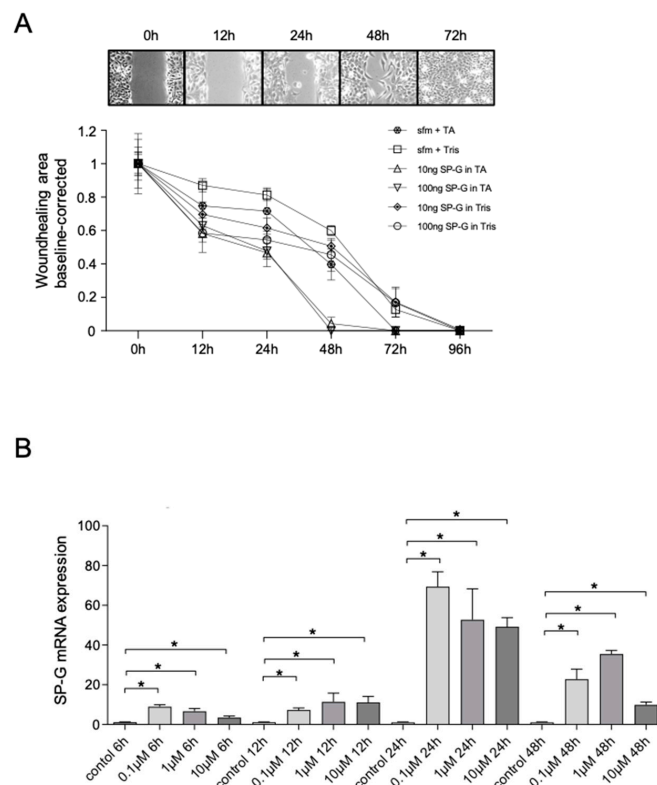 A
0h 12h 24h 48h 72h
Woundhealing area
baseline-corrected
1.2
1
0.8
0.6
0.4
0.2
0
0h 12h 24h 48h 72h 96h
sfm + TA
sfm + Tris
10ng SP-G in TA
100ng SP-G in TA
10ng SP-G in Tris
100ng SP-G in Tris
B
SP-G mRNA expression
100
80
60
40
20
0
* * *
* * *
* * *
* * *
contol 6h
0.1µM 6h
1µM 6h
10µM 6h
control 12h
0.1µM 12h
1µM 12h
10µM 12h
control 24h
0.1µM 24h
1µM 24h
10µM 24h
control 48h
0.1µM 48h
1µM 48h
10µM 48h